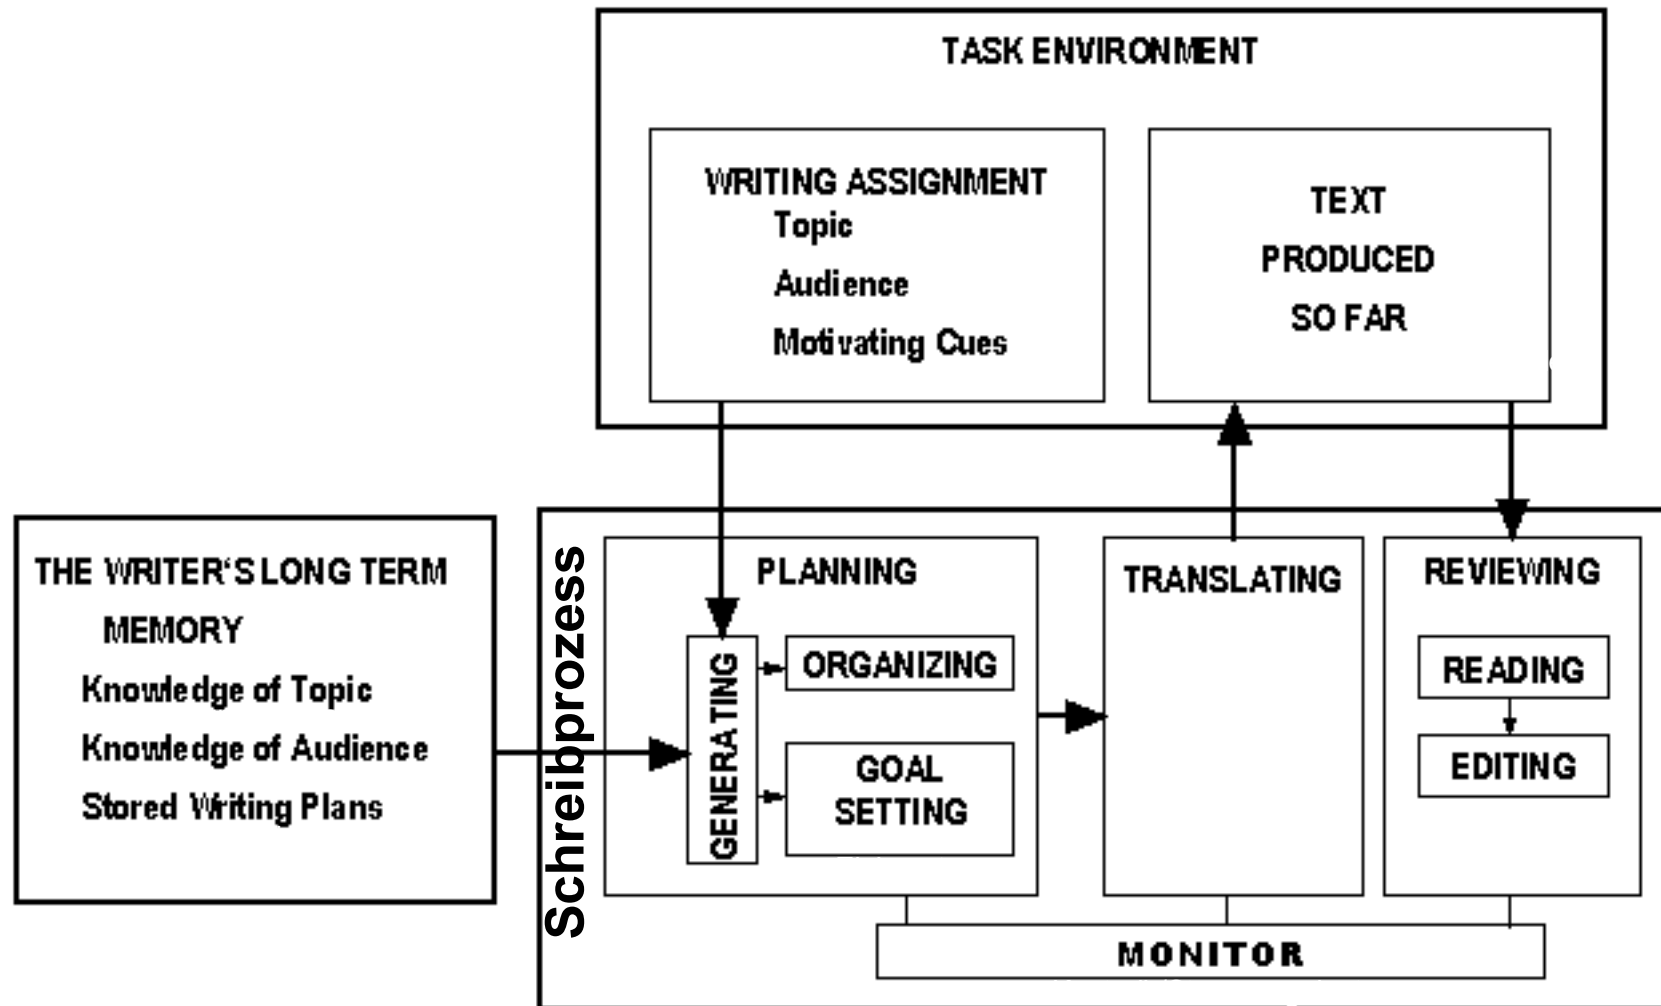 TASK ENVIRONMENT
WRITING ASSIGNMENT
Topic
Audience
Motivating Cues
TEXT
PRODUCED
SO FAR
THE WRITER‘S LONG TERM
MEMORY
Knowledge of Topic
Knowledge of Audience
Stored Writing Plans
Schreibprozess
PLANNING
GENERATING
ORGANIZING
GOAL
SETTING
TRANSLATING
REVIEWING
READING
EDITING
MONITOR